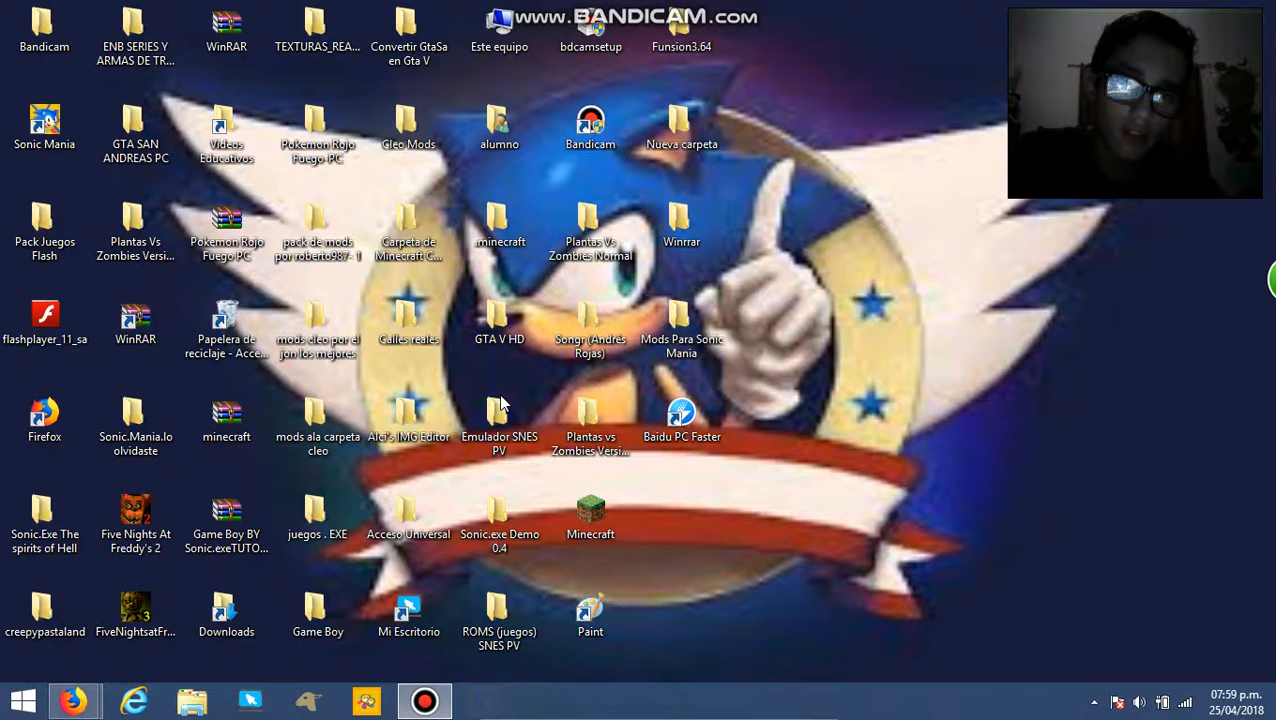 www.BANDICAM.com
Bandicam
ENB SERIES Y
ARMAS DE TR...
WinRAR
TEXTURAS_REA...
Convertir GtaSa
en Gta V
Este equipo
bdcamsetup
Funsion3.64
Sonic Mania
GTA SAN
ANDREAS PC
Videos
Educativos
Pokemon Rojo
Fuego-PC
Cleo Mods
alumno
Bandicam
Nueva carpeta
Pack Juegos
Flash
Plantas Vs
Zombies Versi...
Pokemon Rojo
Fuego PC
pack de mods
por roberto987- 1
Carpeta de
Minecraft C...
.minecraft
Plantas Vs
Zombies Normal
Winrrar
flashplayer_11_sa
WinRAR
Papelera de
reciclaje - Acce...
mods cleo por el
jon los mejores
Calles reales
GTA V HD
Songr (Andrés
Rojas)
Mods Para Sonic
Mania
Firefox
Sonic.Mania.lo
olvidaste
minecraft
mods ala carpeta
cleo
Alci's IMG Editor
Emulador SNES
PV
Plantas vs
Zombies Versi...
Baidu PC Faster
Sonic.Exe The
spirits of Hell
Five Nights At
Freddy's 2
Game Boy BY
Sonic.exeTUTO...
juegos . EXE
Acceso Universal
Sonic.exe Demo
0.4
Minecraft
creepypastaland
FiveNightsatFr...
Downloads
Game Boy
Mi Escritorio
ROMS (juegos)
SNES PV
Paint
07:59 p.m.
25/04/2018